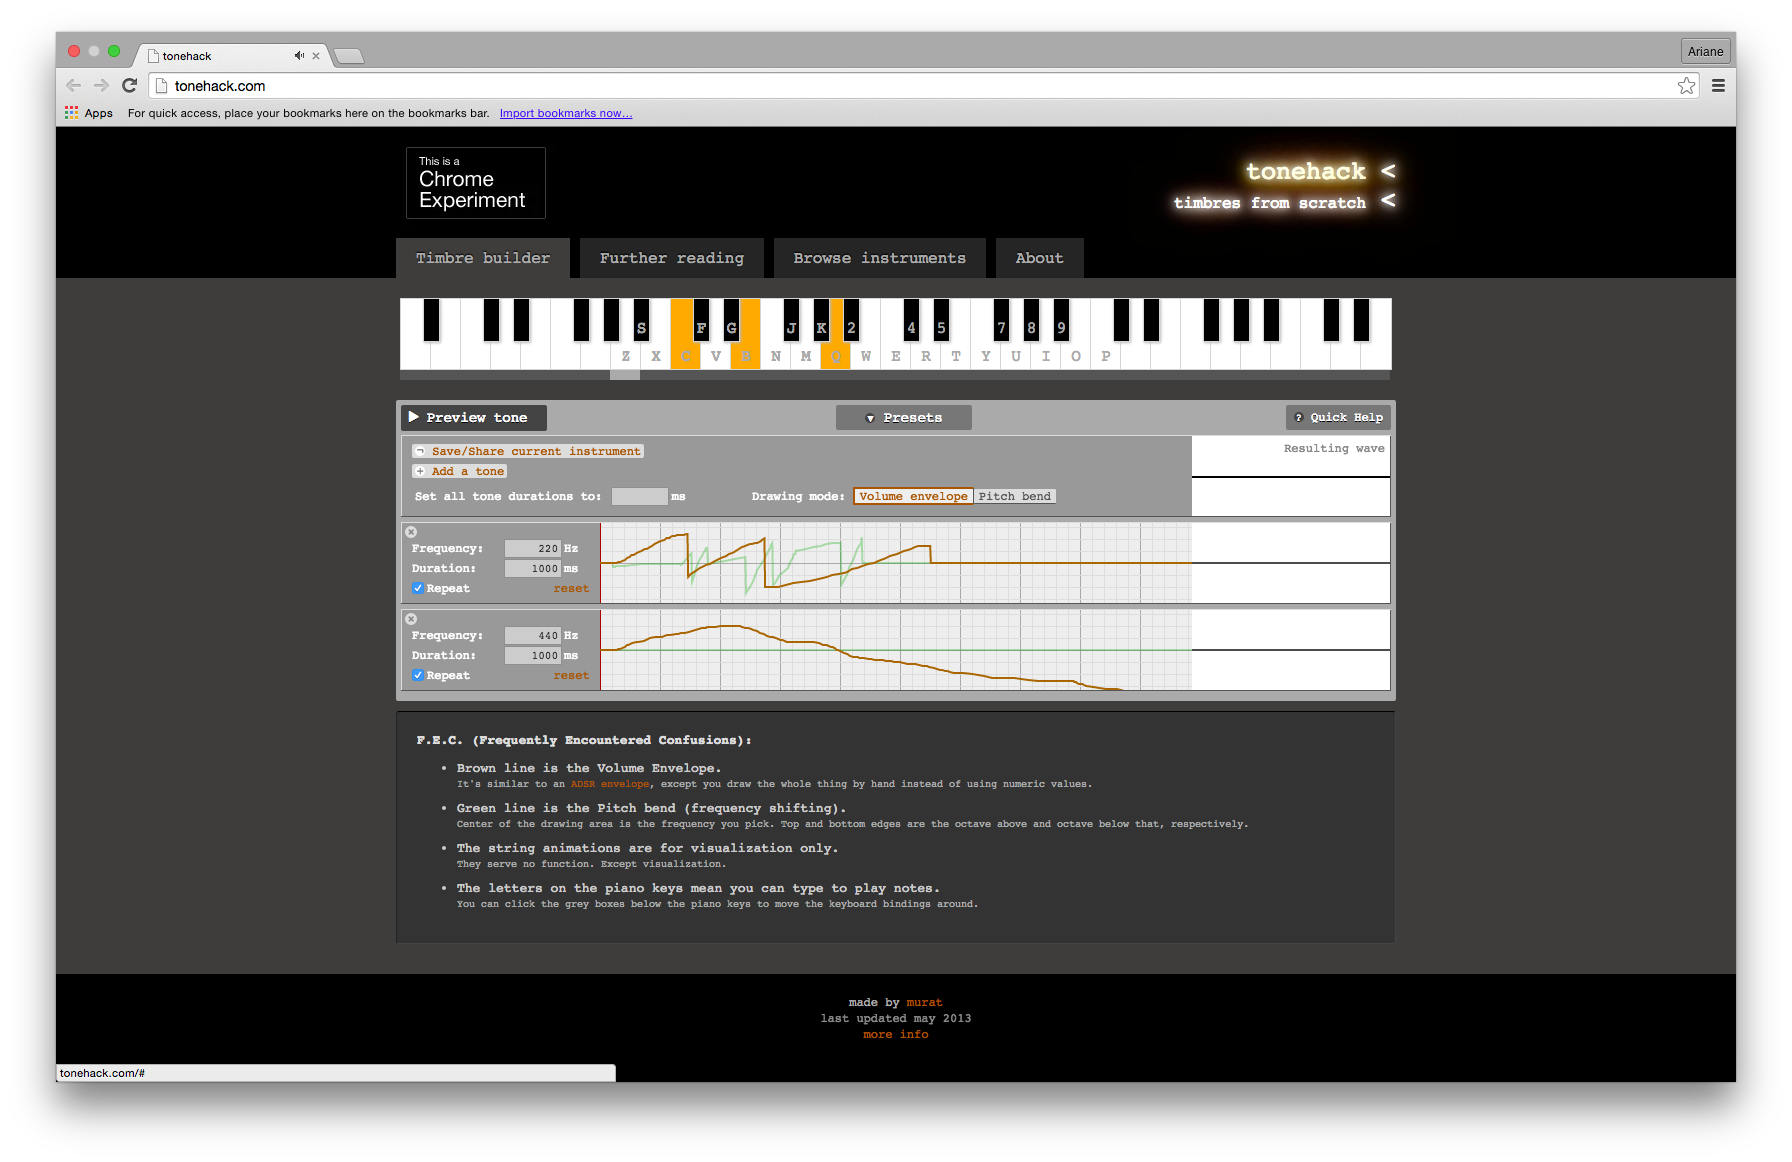 tonehack
Ariane
tonehack.com
Apps For quick access, place your bookmarks here on the bookmarks bar. Import bookmarks now...
This is a
Chrome
Experiment
tonehack <
timbres from scratch <
Timbre builder Further reading Browse instruments About
S F G J K 2 4 5 7 8 9
Z X C V B N M Q W E R T Y U I O P
Preview tone Presets ? Quick Help
Save/Share current instrument
Resulting wave
+ Add a tone
Set all tone durations to: ms Drawing mode: Volume envelope Pitch bend
Frequency: 220 Hz
Duration: 1000 ms
Repeat reset
Frequency: 440 Hz
Duration: 1000 ms
Repeat reset
F.E.C. (Frequently Encountered Confusions):
• Brown line is the Volume Envelope.
It's similar to an ADSR envelope, except you draw the whole thing by hand instead of using numeric values.
• Green line is the Pitch bend (frequency shifting).
Center of the drawing area is the frequency you pick. Top and bottom edges are the octave above and octave below that, respectively.
• The string animations are for visualization only.
They serve no function. Except visualization.
• The letters on the piano keys mean you can type to play notes.
You can click the grey boxes below the piano keys to move the keyboard bindings around.
made by murat
last updated may 2013
more info
tonehack.com/#